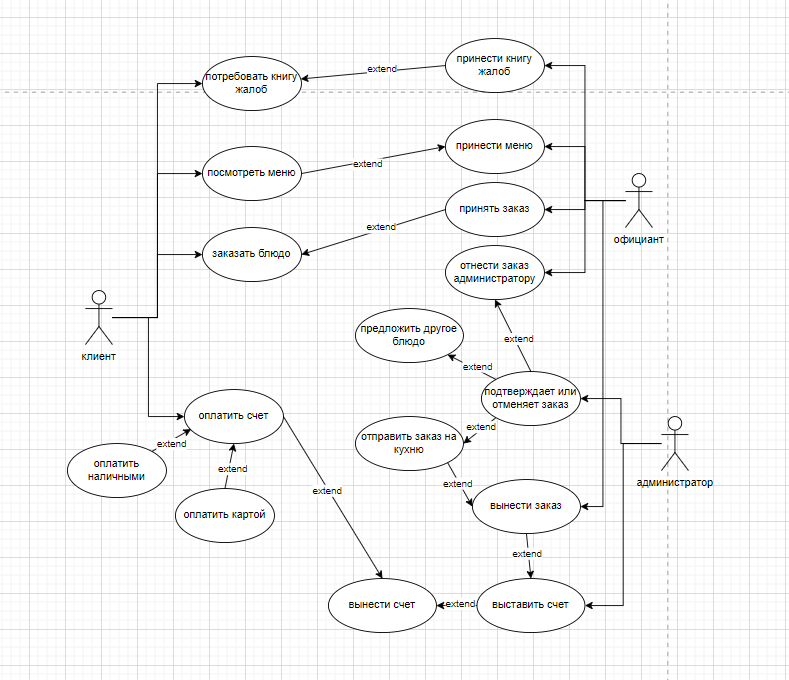 принести книгу
жалоб
extend
потребовать книгу
жалоб
принести меню
extend
посмотреть меню
принять заказ
extend
официант
заказать блюдо
отнести заказ
администратору
предложить другое
блюдо
extend
клиент
extend
подтверждает или
отменяет заказ
оплатить счет
extend
отправить заказ на
кухню
extend
оплатить
наличными
extend
extend
администратор
extend
вынести заказ
оплатить картой
extend
вынести счет
extend
выставить счет